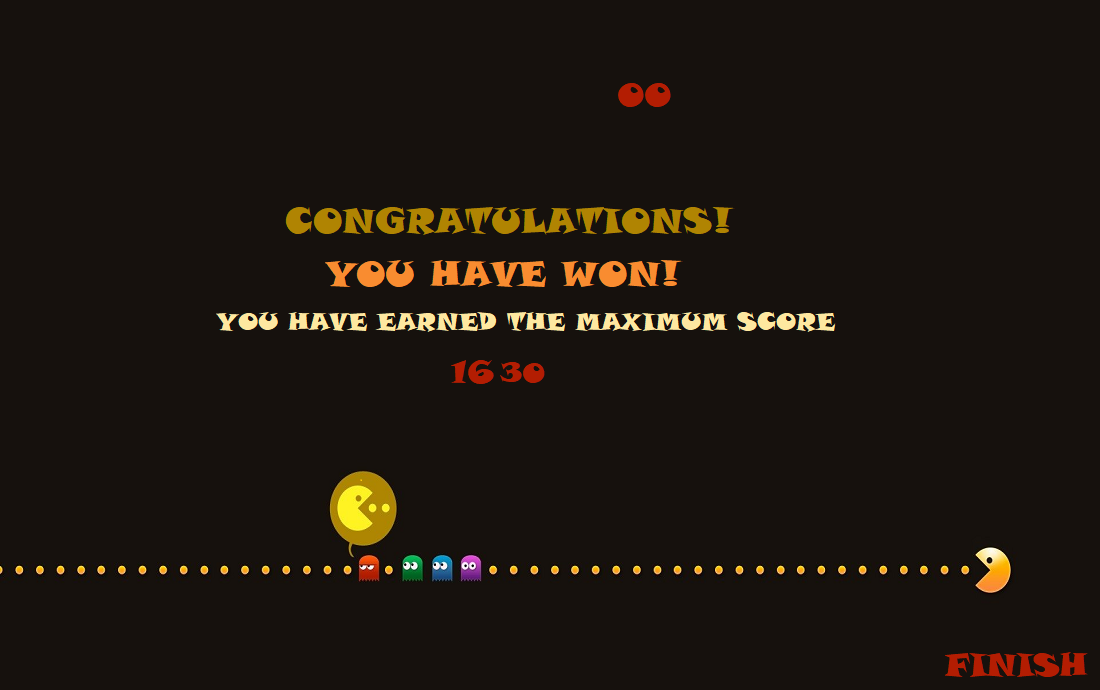 CONGRATULATIONS!
YOU HAVE WON!
YOU HAVE EARNED THE MAXIMUM SCORE
1630
FINISH